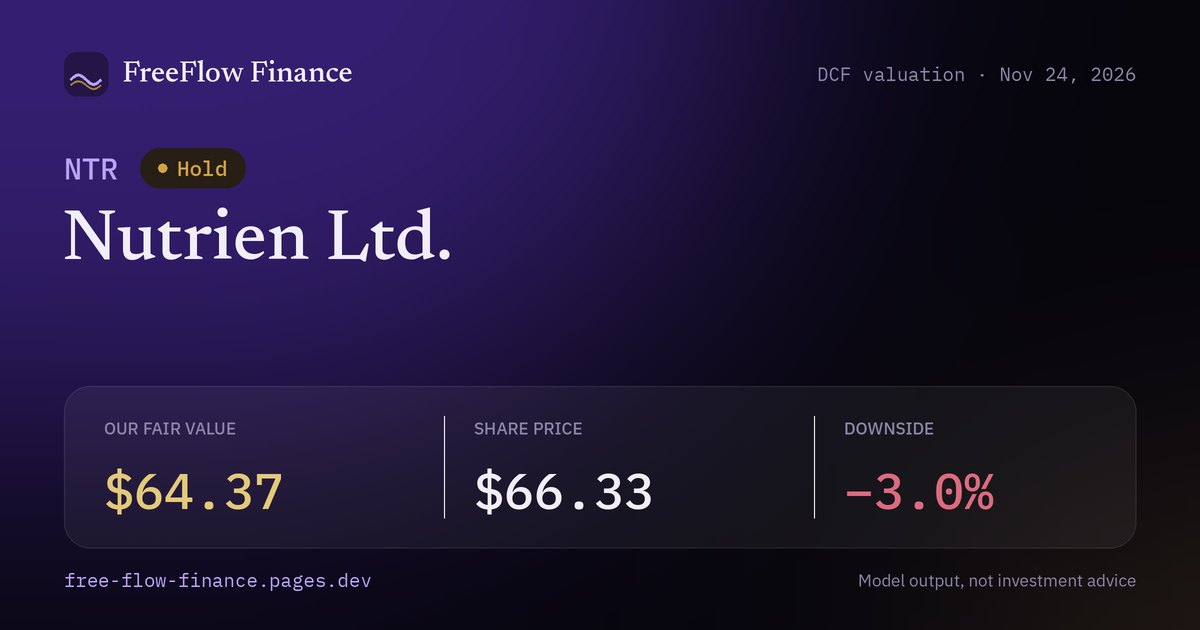 FreeFlow Finance
DCF valuation · Nov 24, 2026
NTR
Hold
Nutrien Ltd.
OUR FAIR VALUE
$64.37
SHARE PRICE
$66.33
DOWNSIDE
−3.0%
free-flow-finance.pages.dev
Model output, not investment advice